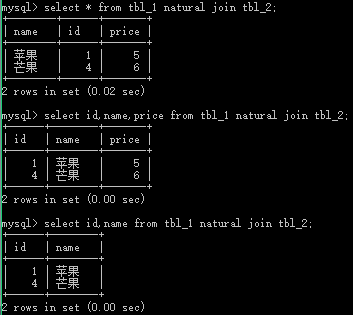 mysql> select * from tbl_1 natural join tbl_2;
+------+----+-------+
| name | id | price |
+------+----+-------+
| 苹果 | 1 | 5 |
| 芒果 | 4 | 6 |
+------+----+-------+
2 rows in set (0.02 sec)
mysql> select id,name,price from tbl_1 natural join tbl_2;
+----+------+-------+
| id | name | price |
+----+------+-------+
| 1 | 苹果 | 5 |
| 4 | 芒果 | 6 |
+----+------+-------+
2 rows in set (0.00 sec)
mysql> select id,name from tbl_1 natural join tbl_2;
+----+------+
| id | name |
+----+------+
| 1 | 苹果 |
| 4 | 芒果 |
+----+------+
2 rows in set (0.00 sec)